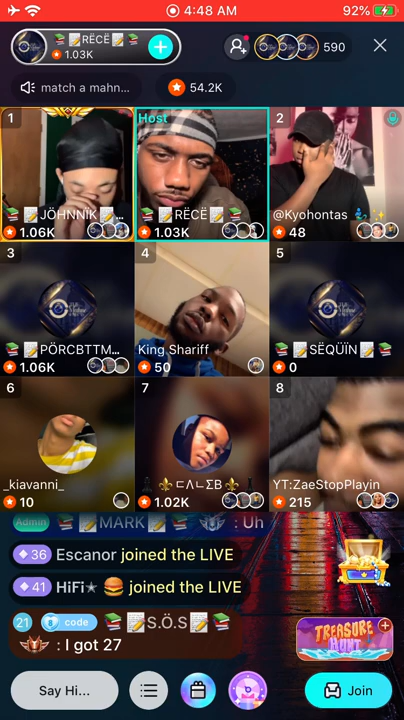 4:48 AM
92%
📚 📝RËCË📝 📚
1.03K
590
match a mahn...
54.2K
1
📚 📝JÖHNNIK📝...
1.06K
Host
📚 📝RËCË📝 📚
1.03K
2
@Kyohontas 🧞‍♂️✨
48
3
📚 📝PÖRCBTTM...
1.06K
4
King Shariff
50
5
📚 📝SËQÜÏN📝 📚
0
6
_kiavanni_
10
7
⚜️ㄷΛㄴΣB⚜️
1.02K
8
YT:ZaeStopPlayin
215
Admin 📚 📝MARK📝 📚 : Uh
36 Escanor joined the LIVE
41 HiFi✭ 🍔 joined the LIVE
21 code 📚 📝S.Ö.S📝 📚
: I got 27
TREASURE
HUNT
Say Hi...
Join